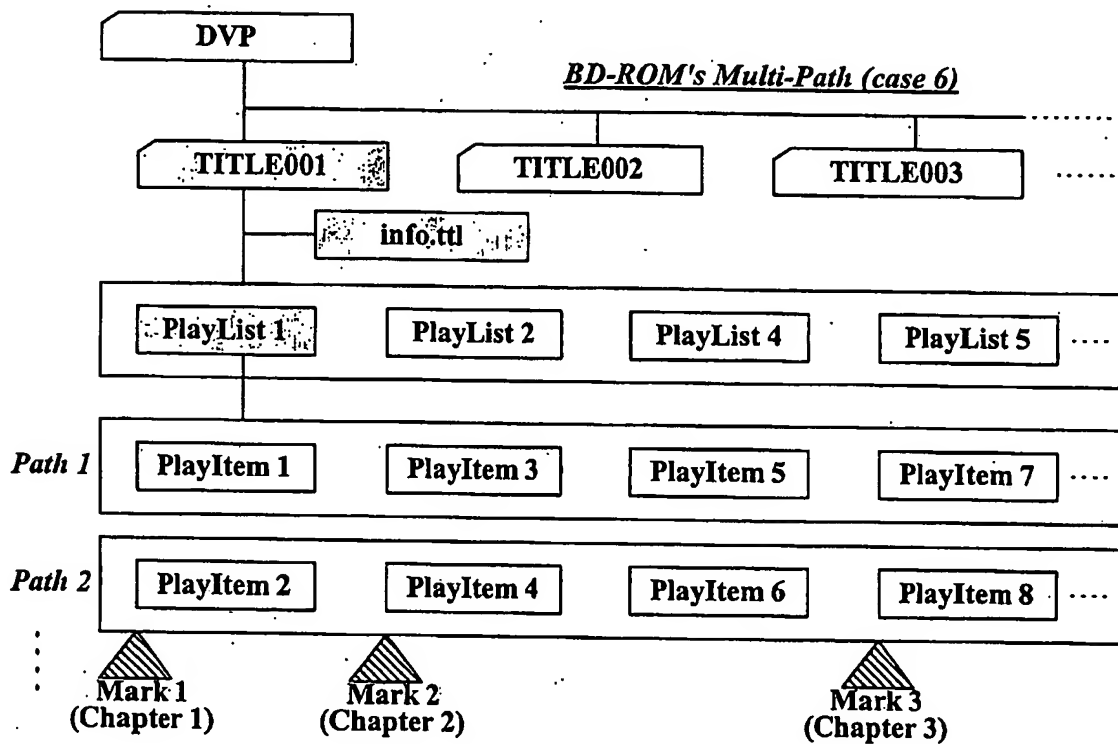 DVP
BD-ROM's Multi-Path (case 6)
TITLE001 TITLE002 TITLE003
info.ttl
PlayList 1 PlayList 2 PlayList 4 PlayList 5
Path 1 PlayItem 1 PlayItem 3 PlayItem 5 PlayItem 7
Path 2 PlayItem 2 PlayItem 4 PlayItem 6 PlayItem 8
Mark 1 Mark 2 Mark 3
(Chapter 1) (Chapter 2) (Chapter 3)